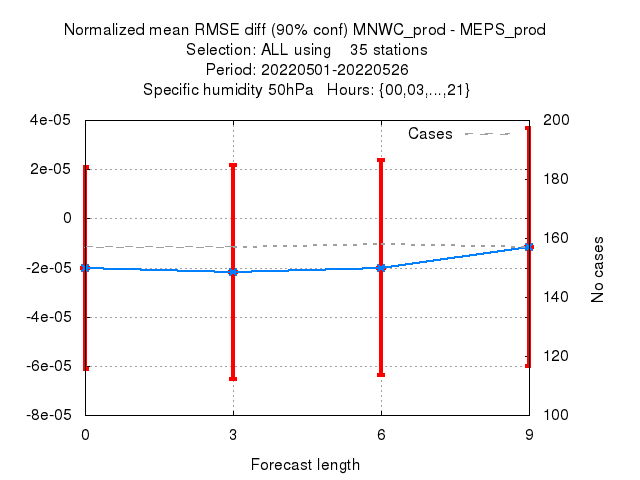 Normalized mean RMSE diff (90% conf) MNWC_prod - MEPS_prod
Selection: ALL using 35 stations
Period: 20220501-20220526
Specific humidity 50hPa Hours: {00,03,...,21}
4e-05
2e-05
0
-2e-05
-4e-05
-6e-05
-8e-05
Cases
200
180
160
140
120
100
No cases
0 3 6 9
Forecast length